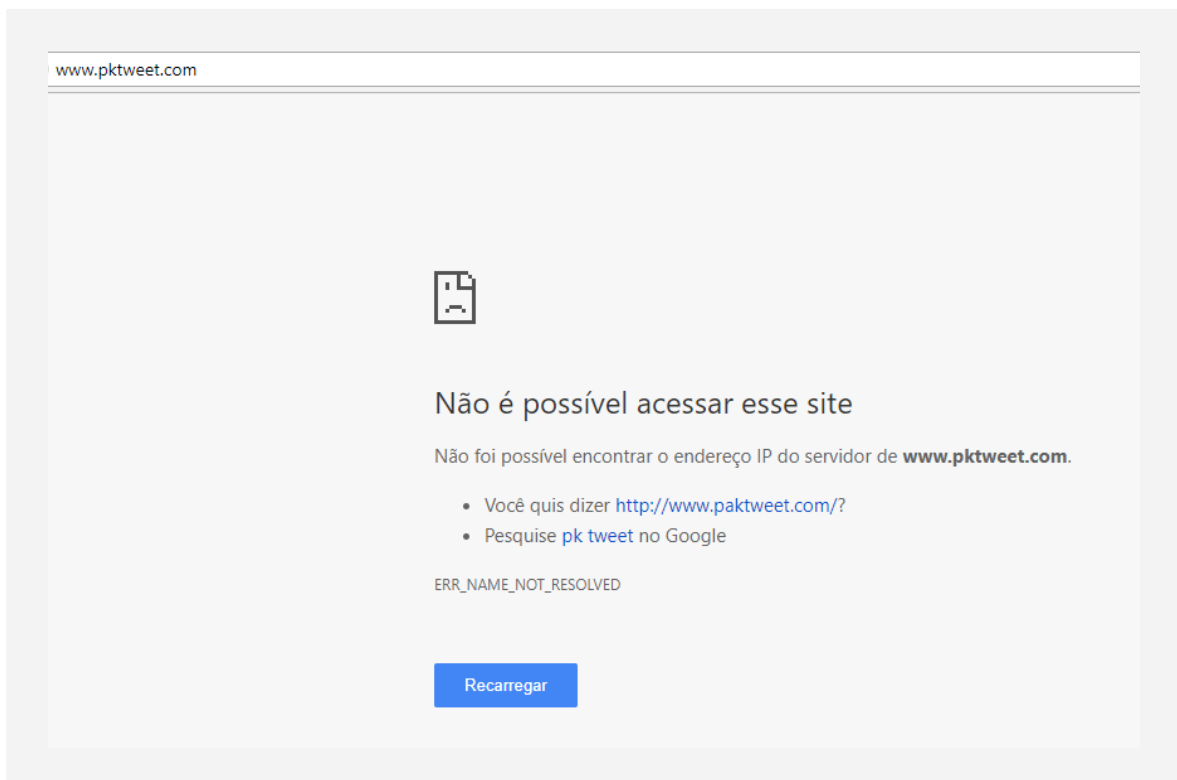 www.pktweet.com
Não é possível acessar esse site
Não foi possível encontrar o endereço IP do servidor de www.pktweet.com.
• Você quis dizer http://www.paktweet.com/?
• Pesquise pk tweet no Google
ERR_NAME_NOT_RESOLVED
Recarregar